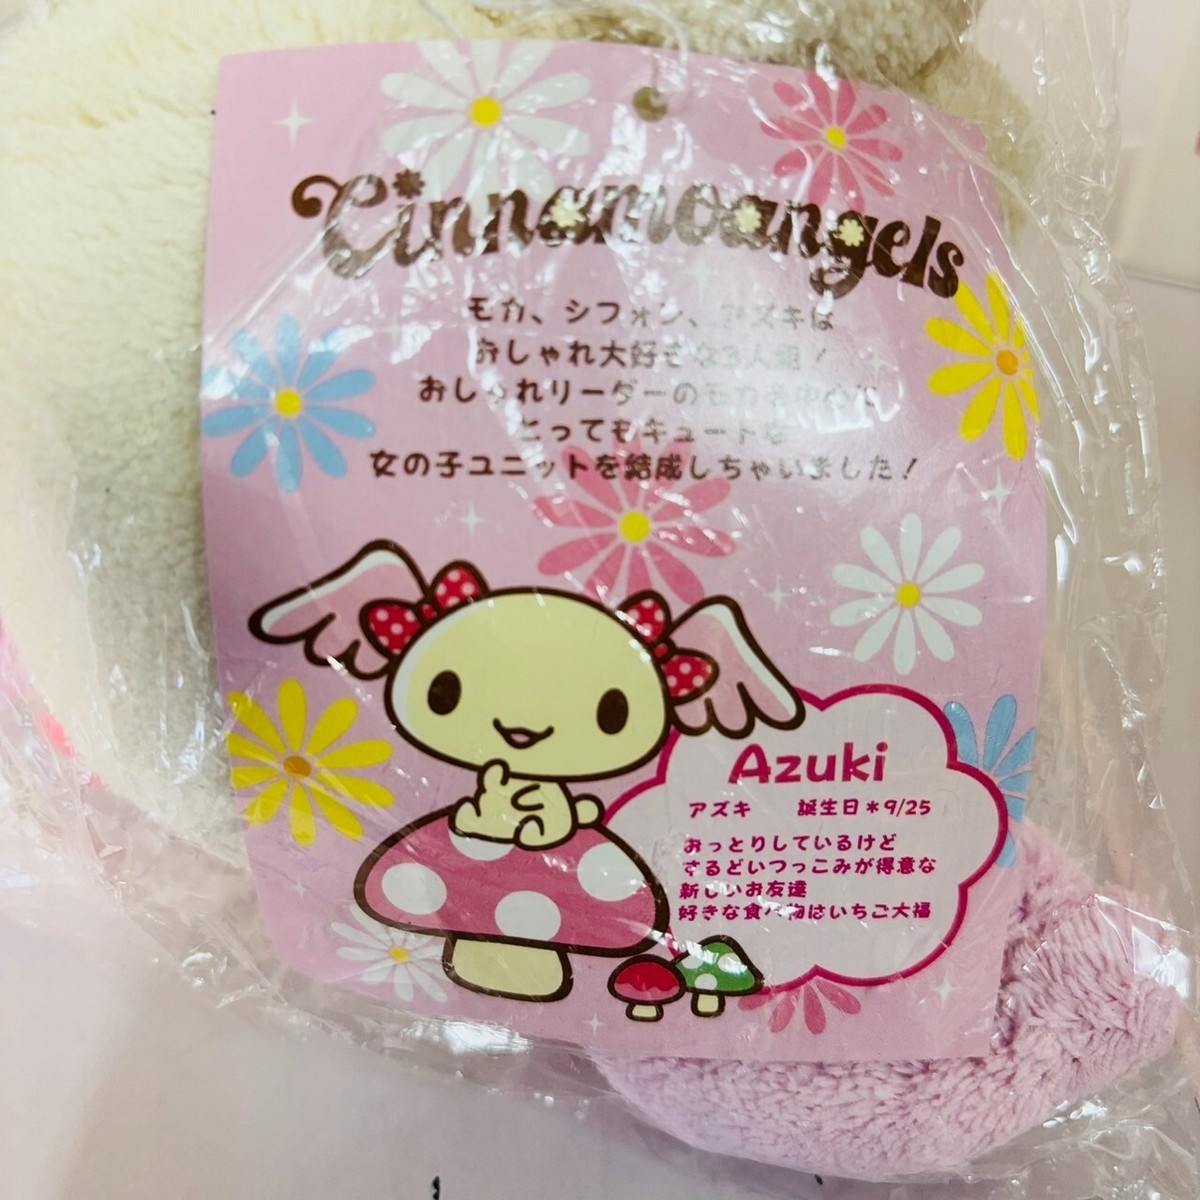 Cinnamoangels
モカ、シフォン、アズキは
おしゃれ大好きな3人組！
おしゃれリーダーのモカを中心に
とってもキュートな
女の子ユニットを結成しちゃいました！
Azuki
アズキ 誕生日＊9/25
おっとりしているけど
するどいつっこみが得意な
新しいお友達
好きな食べ物はいちご大福